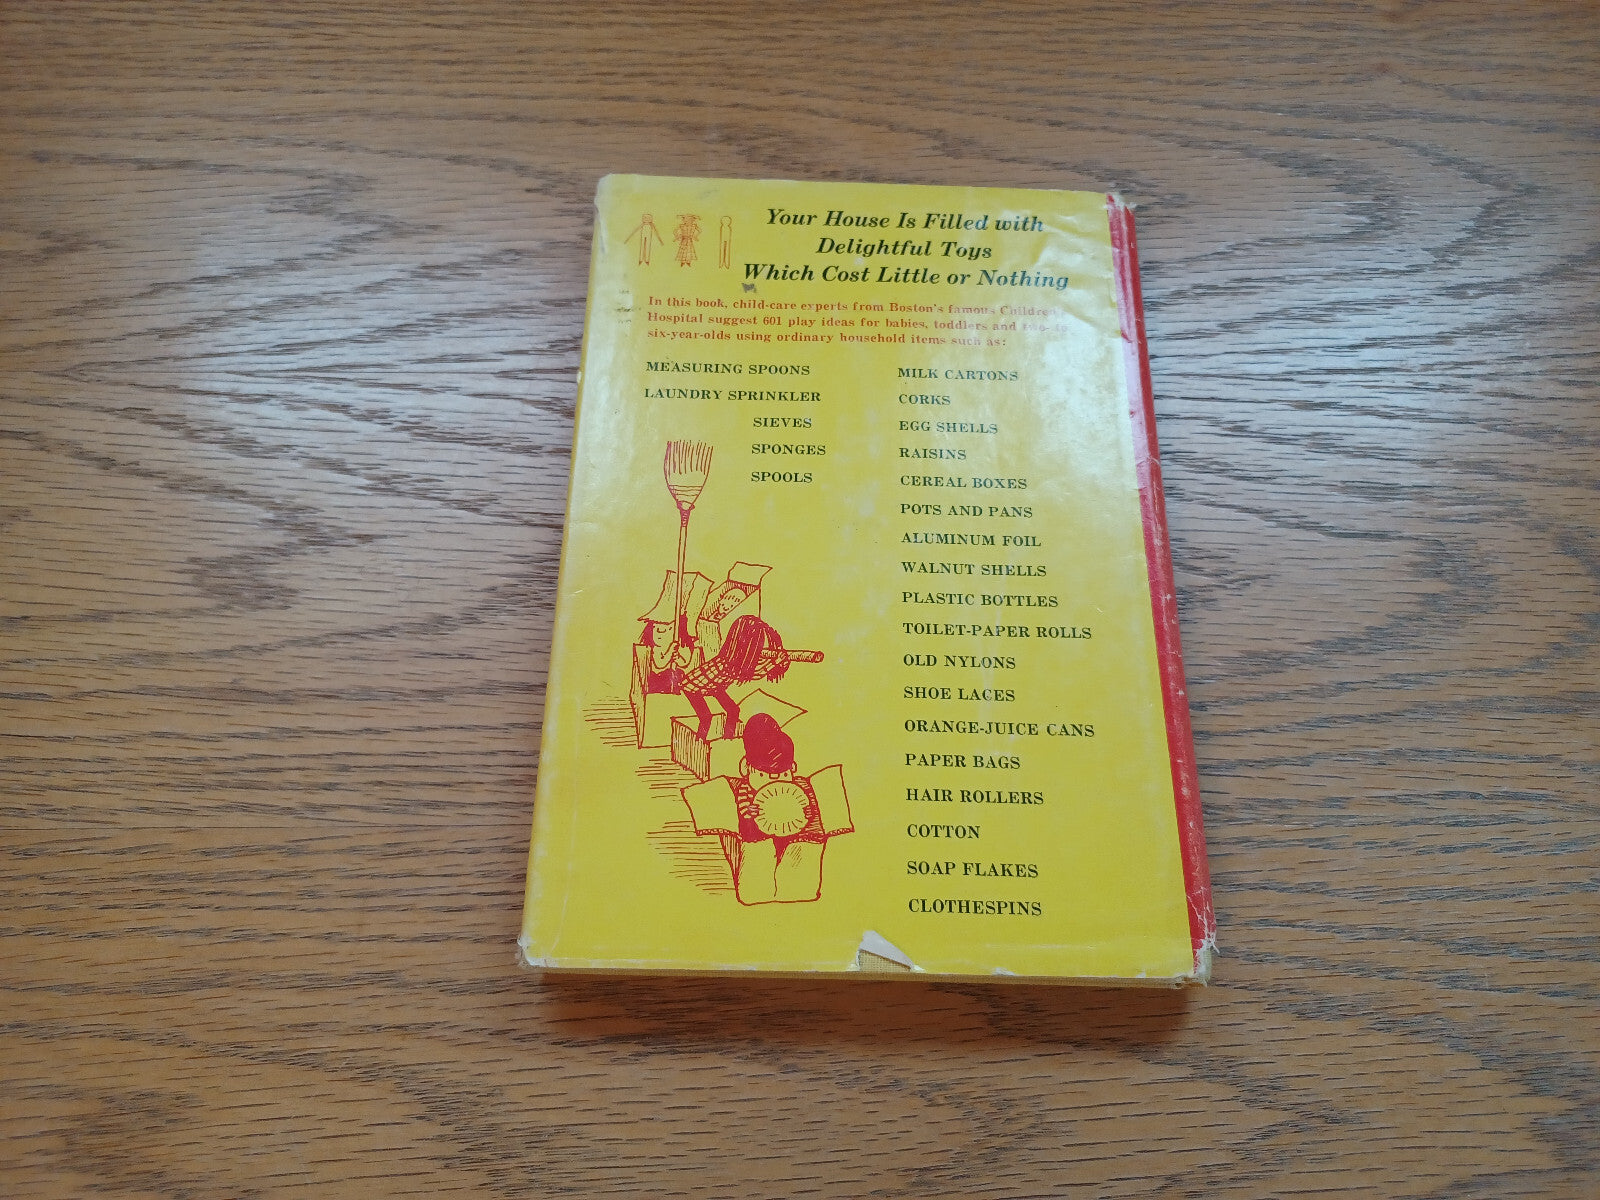 Your House Is Filled with
Delightful Toys
Which Cost Little or Nothing
In this book, child-care experts from Boston's famous Children's
Hospital suggest 601 play ideas for babies, toddlers and two- to
six-year-olds using ordinary household items such as:
MEASURING SPOONS
LAUNDRY SPRINKLER
SIEVES
SPONGES
SPOOLS
MILK CARTONS
CORKS
EGG SHELLS
RAISINS
CEREAL BOXES
POTS AND PANS
ALUMINUM FOIL
WALNUT SHELLS
PLASTIC BOTTLES
TOILET-PAPER ROLLS
OLD NYLONS
SHOE LACES
ORANGE-JUICE CANS
PAPER BAGS
HAIR ROLLERS
COTTON
SOAP FLAKES
CLOTHESPINS